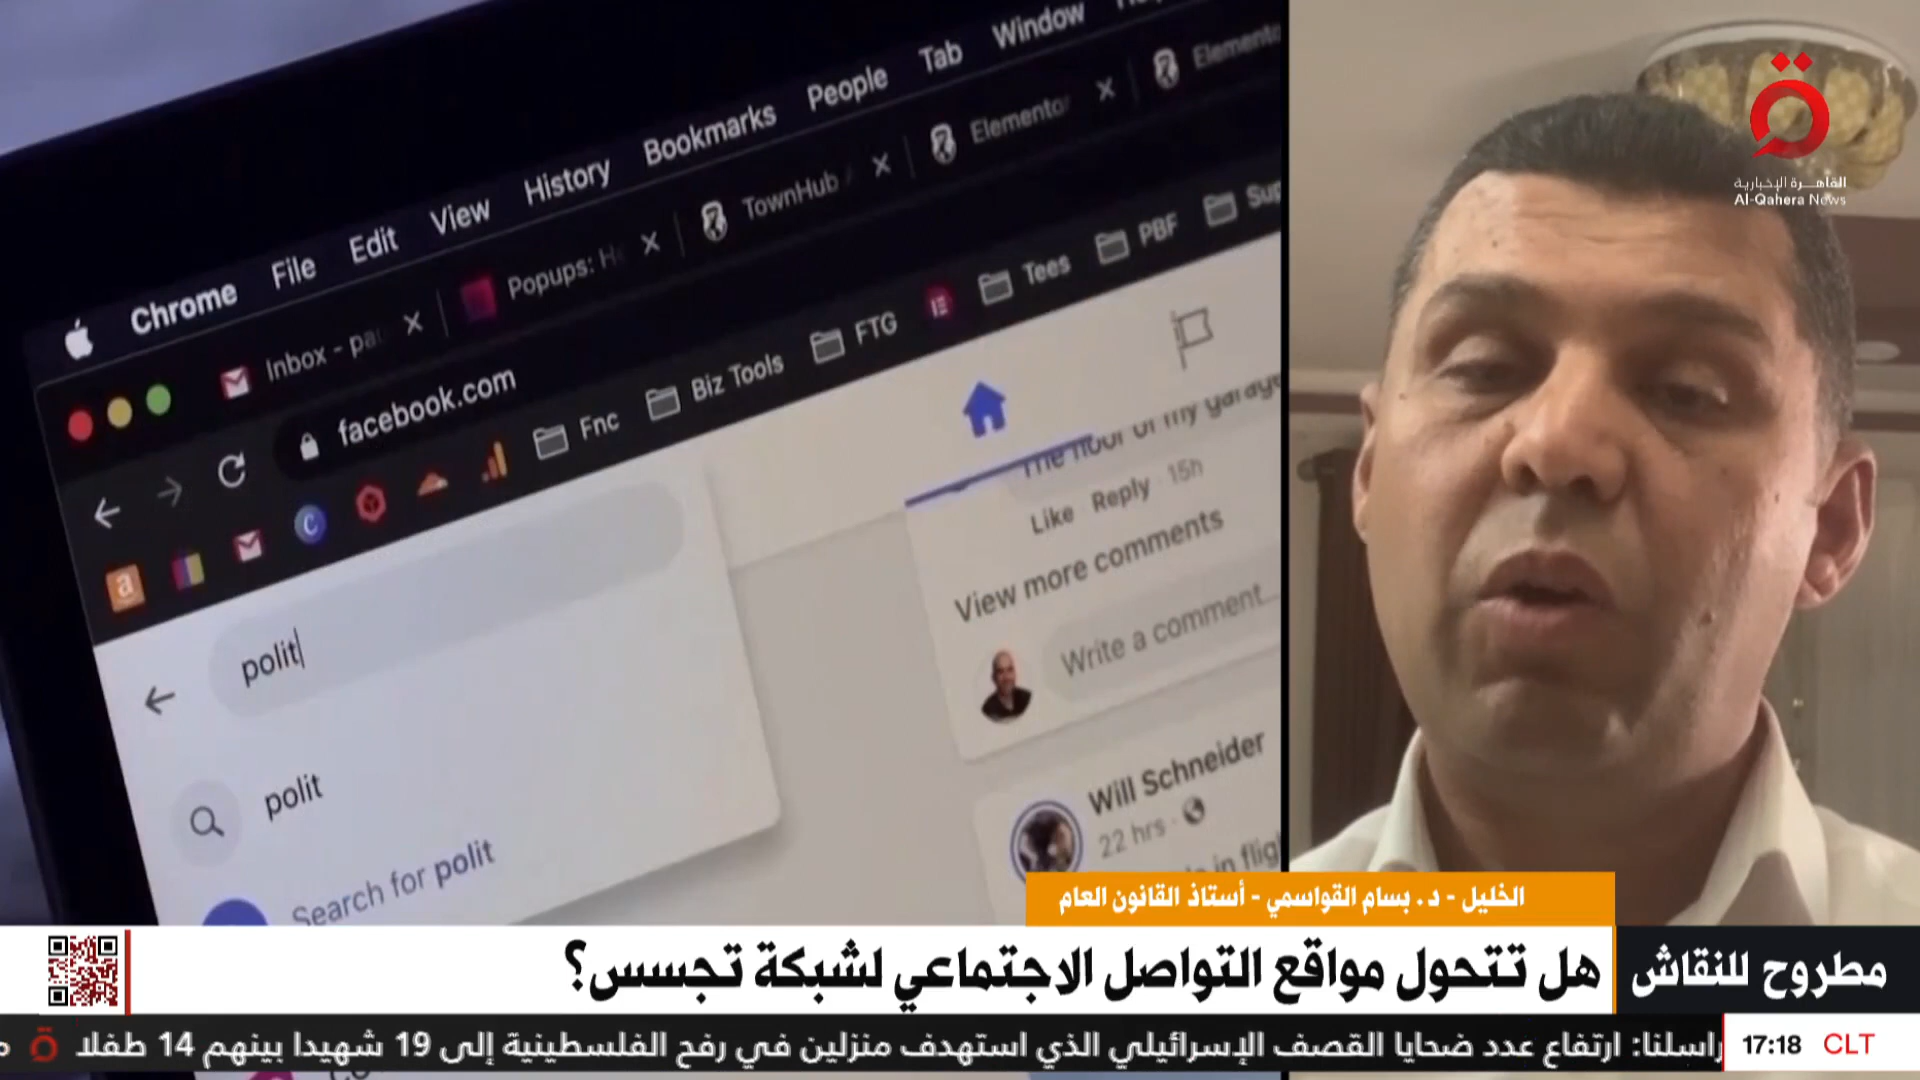 Chrome File Edit View History Bookmarks People Tab Window
Inbox - pa
Popups: H
TownHub
Elementor
Elemento
facebook.com
Fnc
Biz Tools
FTG
Tees
PBF
Sup
polit
polit
Search for polit
Like Reply 15h
View more comments
Write a comment...
Will Schneider
22 hrs
in flig
القاهرة الإخبارية
Al-Qahera News
الخليل - د. بسام القواسمي - أستاذ القانون العام
مطروح للنقاش
هل تتحول مواقع التواصل الاجتماعي لشبكة تجسس؟
راسلنا: ارتفاع عدد ضحايا القصف الإسرائيلي الذي استهدف منزلين في رفح الفلسطينية إلى 19 شهيدا بينهم 14 طفلا
17:18 CLT